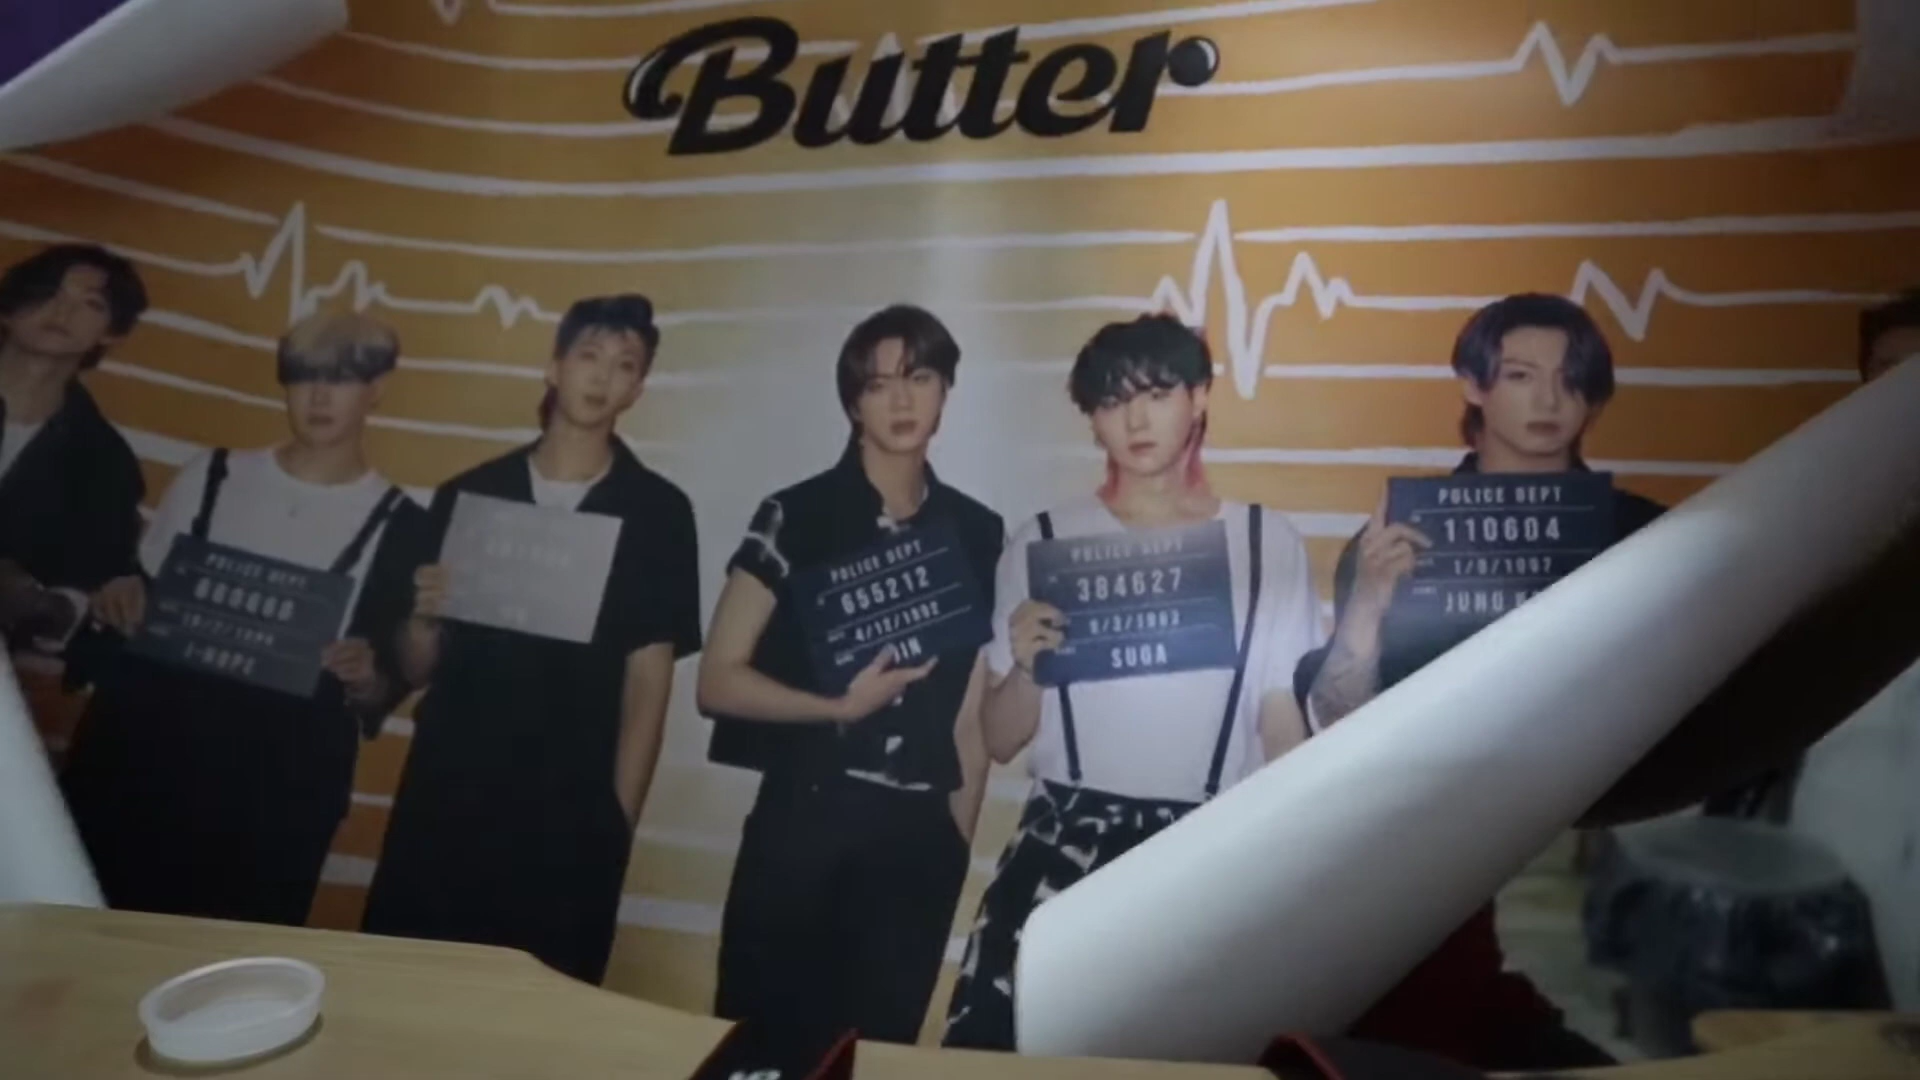 Butter
POLICE DEPT
J-HOPE
POLICE DEPT
655212
4/12/1992
JIN
POLICE DEPT
384627
9/3/1993
SUGA
POLICE DEPT
110604
1/9/1997
JUNG